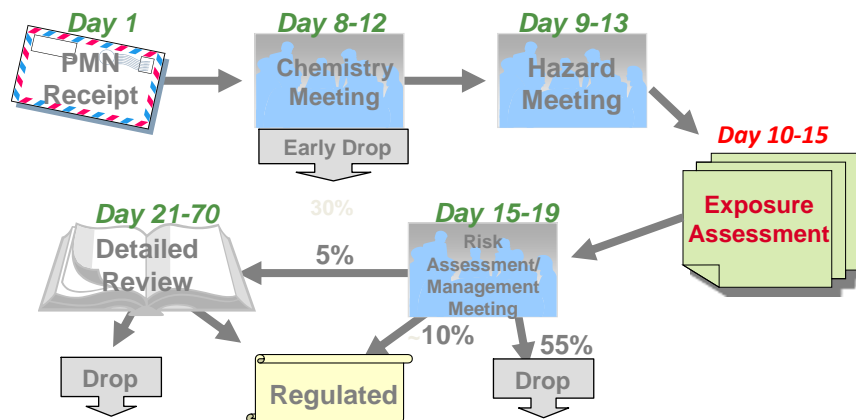 Day 1
PMN
Receipt
Day 8-12
Chemistry
Meeting
Early Drop
30%
Day 9-13
Hazard
Meeting
Day 10-15
Exposure
Assessment
Day 15-19
Risk
Assessment/
Management
Meeting
5%
Day 21-70
Detailed
Review
~10%
55%
Drop
Regulated
Drop